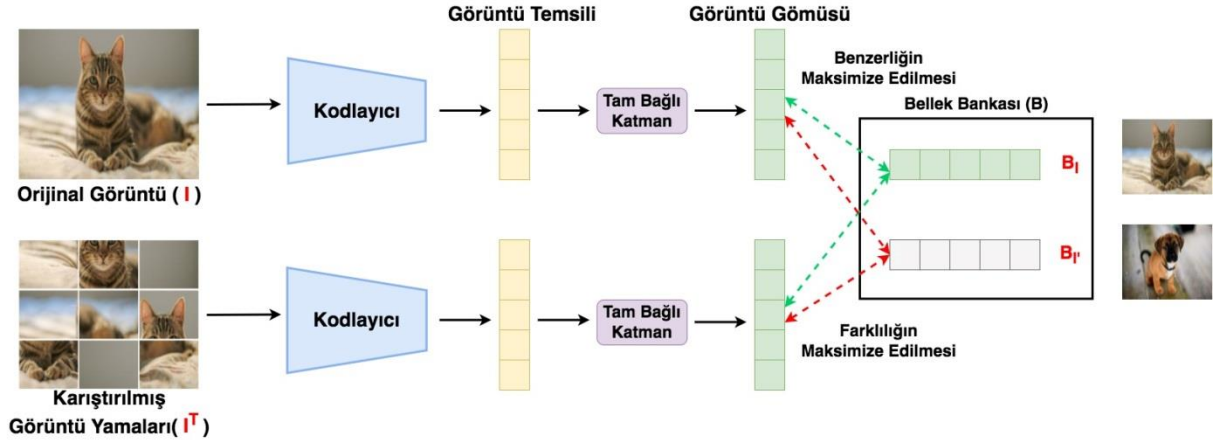 Görüntü Temsili
Görüntü Gömüsü
Benzerliğin
Maksimize Edilmesi
Kodlayıcı
Tam Bağlı
Katman
Bellek Bankası (B)
B_I
Orijinal Görüntü ( I )
B_I'
Kodlayıcı
Tam Bağlı
Katman
Farklılığın
Maksimize Edilmesi
Karıştırılmış
Görüntü Yamaları( I^T )